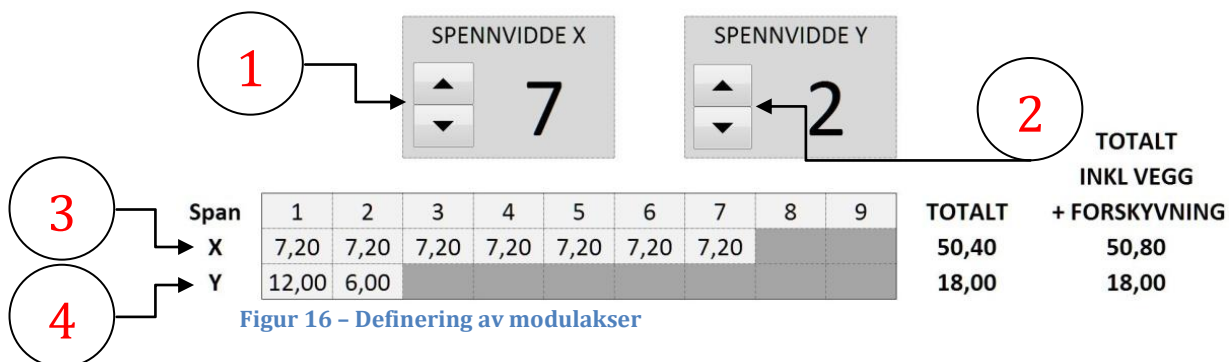 SPENNVIDDE X
SPENNVIDDE Y
1
7
2
2
TOTALT
INKL VEGG
3
Span 1 2 3 4 5 6 7 8 9 TOTALT + FORSKYVNING
X 7,20 7,20 7,20 7,20 7,20 7,20 7,20 50,40 50,80
Y 12,00 6,00 18,00 18,00
4
Figur 16 – Definering av modulakser